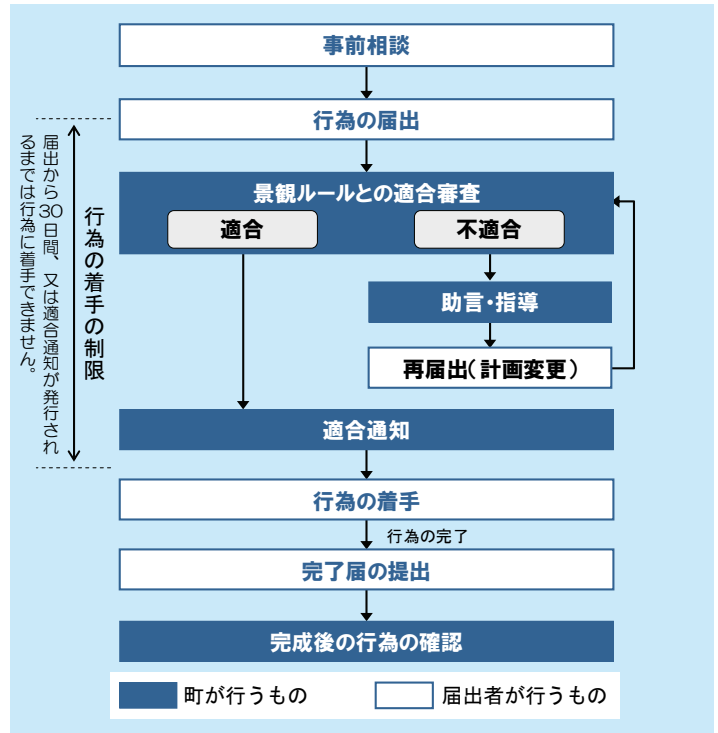 事前相談
行為の届出
景観ルールとの適合審査
適合
不適合
助言・指導
再届出(計画変更)
適合通知
行為の着手
行為の完了
完了届の提出
完成後の行為の確認
行為の着手の制限
届出から30日間、又は適合通知が発行され
るまでは行為に着手できません。
町が行うもの
届出者が行うもの